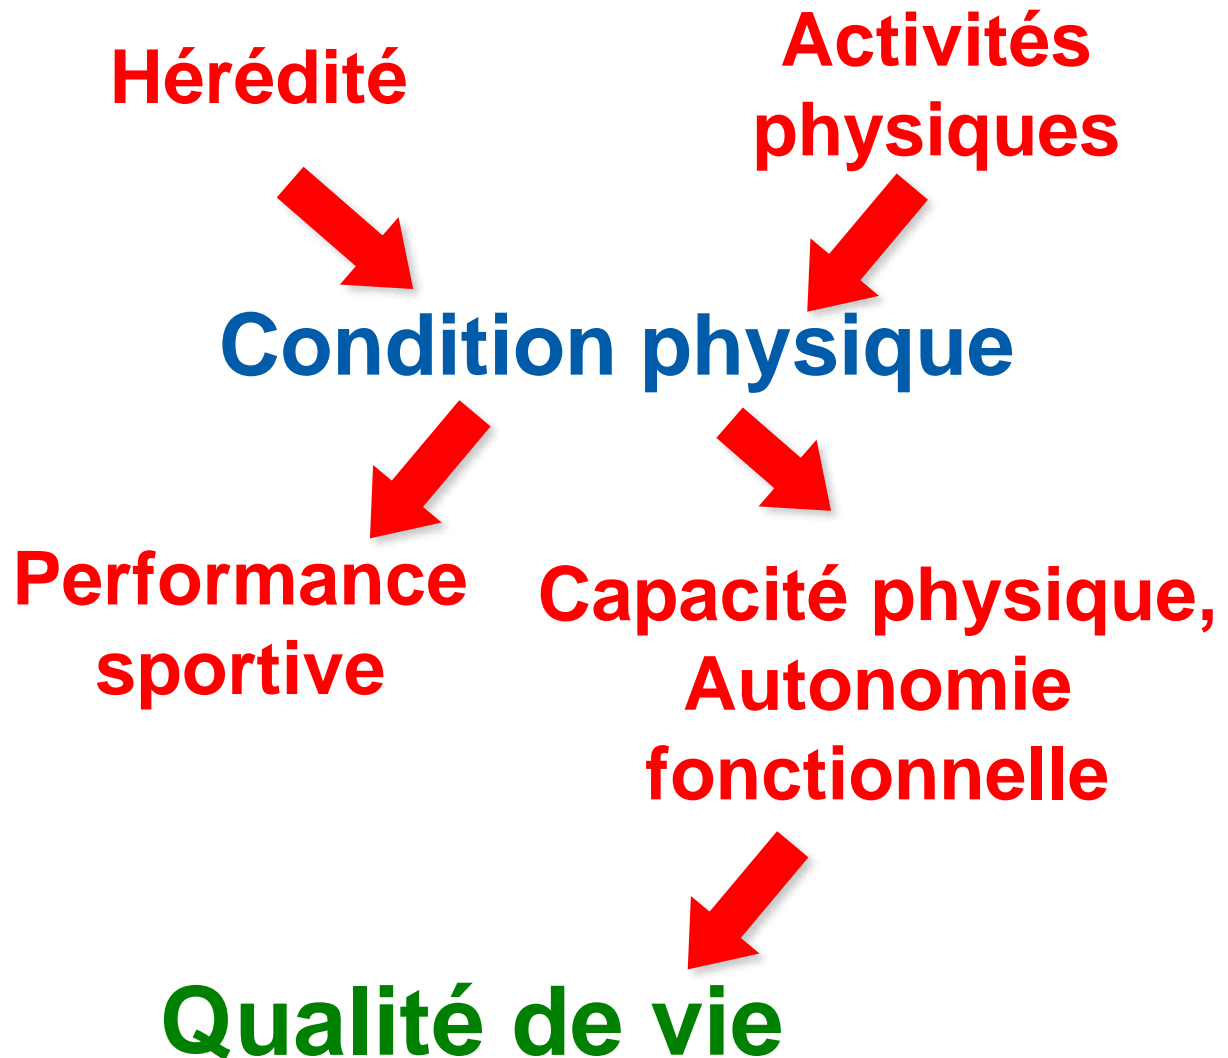 Hérédité
Activités
physiques
Condition physique
Performance
sportive
Capacité physique,
Autonomie
fonctionnelle
Qualité de vie